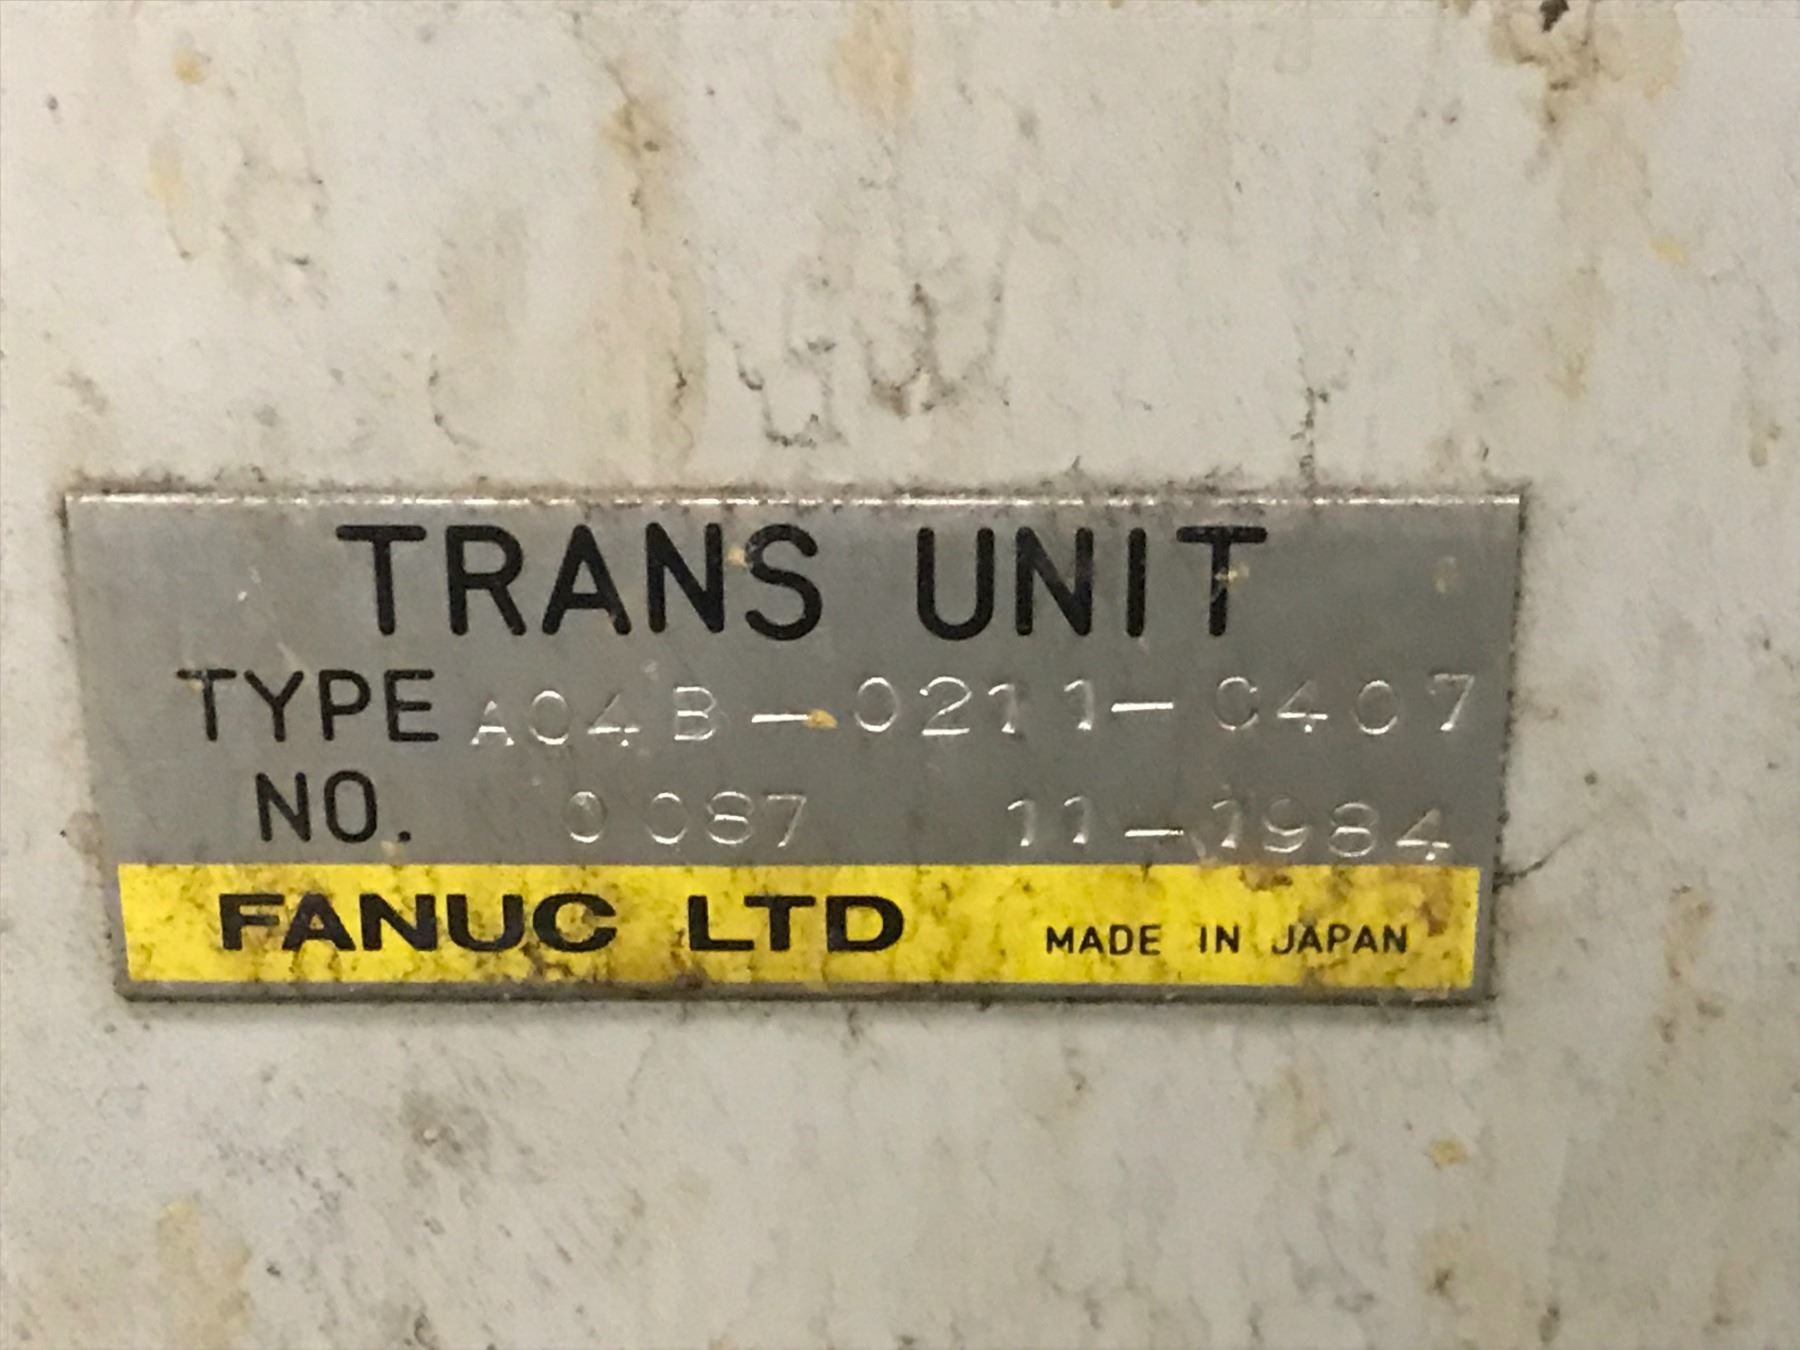 TRANS UNIT
TYPE A04B-0211-C407
NO. 0087 11-1984
FANUC LTD MADE IN JAPAN